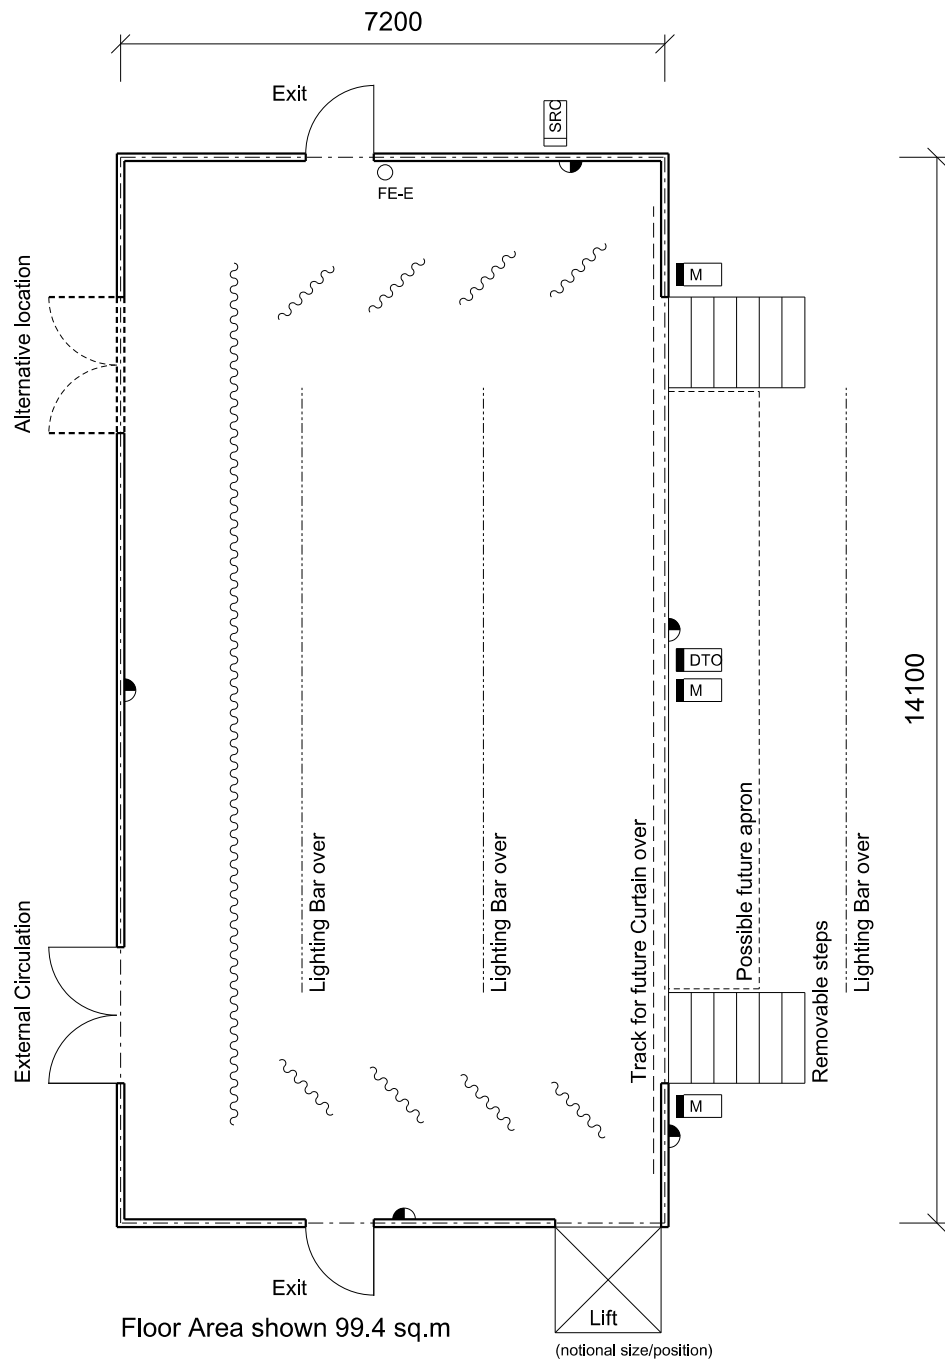 7200
Exit
SRC
FE-E
Alternative location
M
14100
DTO
M
Lighting Bar over
Lighting Bar over
Track for future Curtain over
Possible future apron
Removable steps
Lighting Bar over
External Circulation
M
Exit
Lift
Floor Area shown 99.4 sq.m
(notional size/position)